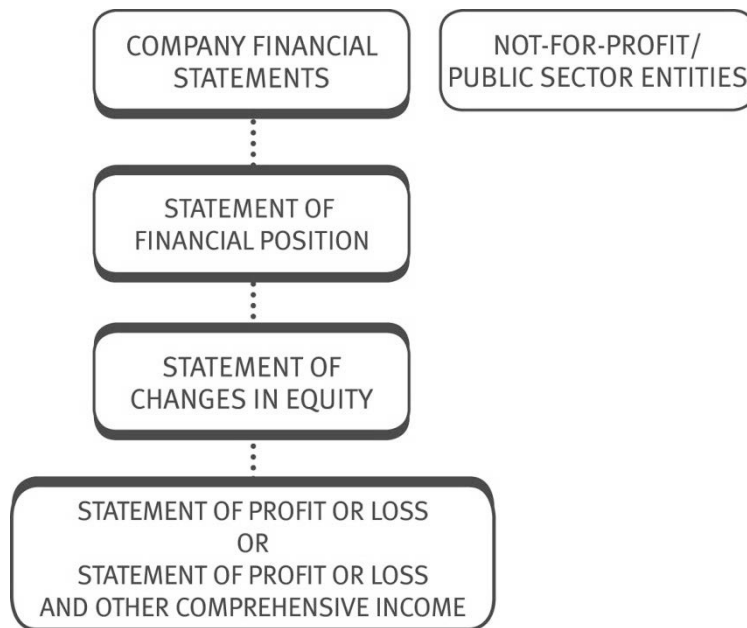 COMPANY FINANCIAL
STATEMENTS
NOT-FOR-PROFIT/
PUBLIC SECTOR ENTITIES
STATEMENT OF
FINANCIAL POSITION
STATEMENT OF
CHANGES IN EQUITY
STATEMENT OF PROFIT OR LOSS
OR
STATEMENT OF PROFIT OR LOSS
AND OTHER COMPREHENSIVE INCOME